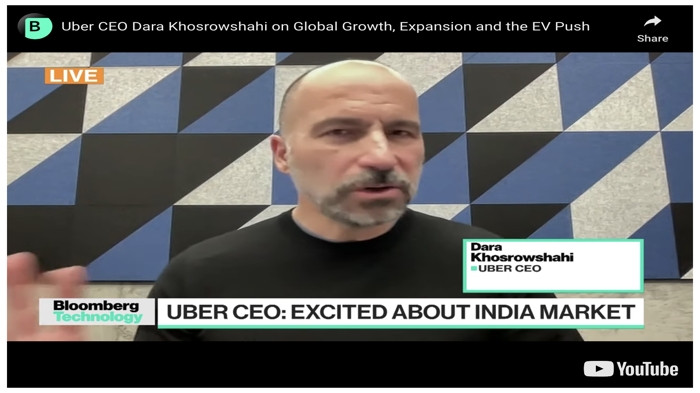 B
Uber CEO Dara Khosrowshahi on Global Growth, Expansion and the EV Push
Share
LIVE
Dara
Khosrowshahi
UBER CEO
Bloomberg
Technology
UBER CEO: EXCITED ABOUT INDIA MARKET
YouTube